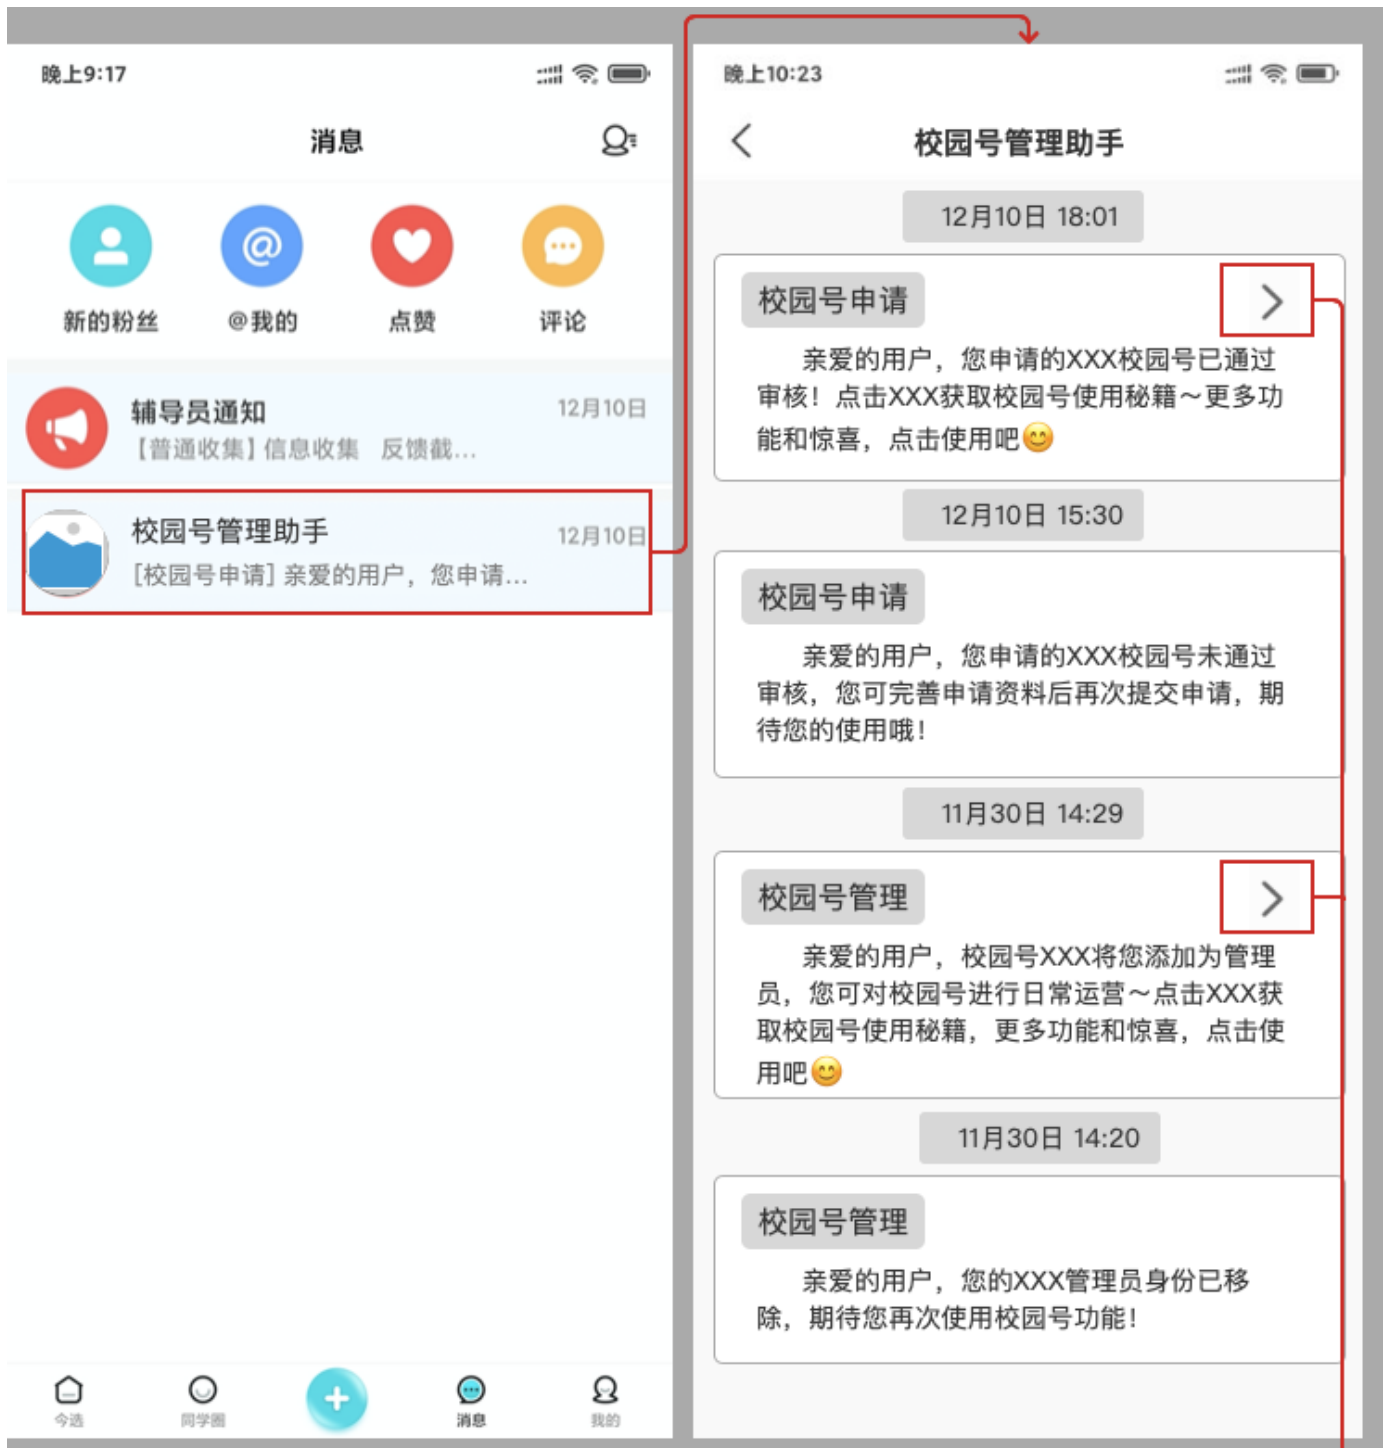 晚上9:17
消息
新的粉丝 @我的 点赞 评论
辅导员通知 12月10日
【普通收集】信息收集 反馈截...
校园号管理助手 12月10日
[校园号申请] 亲爱的用户，您申请...
今选 同学圈 消息 我的
晚上10:23
校园号管理助手
12月10日 18:01
校园号申请
亲爱的用户，您申请的XXX校园号已通过
审核！点击XXX获取校园号使用秘籍～更多功
能和惊喜，点击使用吧😊
12月10日 15:30
校园号申请
亲爱的用户，您申请的XXX校园号未通过
审核，您可完善申请资料后再次提交申请，期
待您的使用哦！
11月30日 14:29
校园号管理
亲爱的用户，校园号XXX将您添加为管理
员，您可对校园号进行日常运营～点击XXX获
取校园号使用秘籍，更多功能和惊喜，点击使
用吧😊
11月30日 14:20
校园号管理
亲爱的用户，您的XXX管理员身份已移
除，期待您再次使用校园号功能！